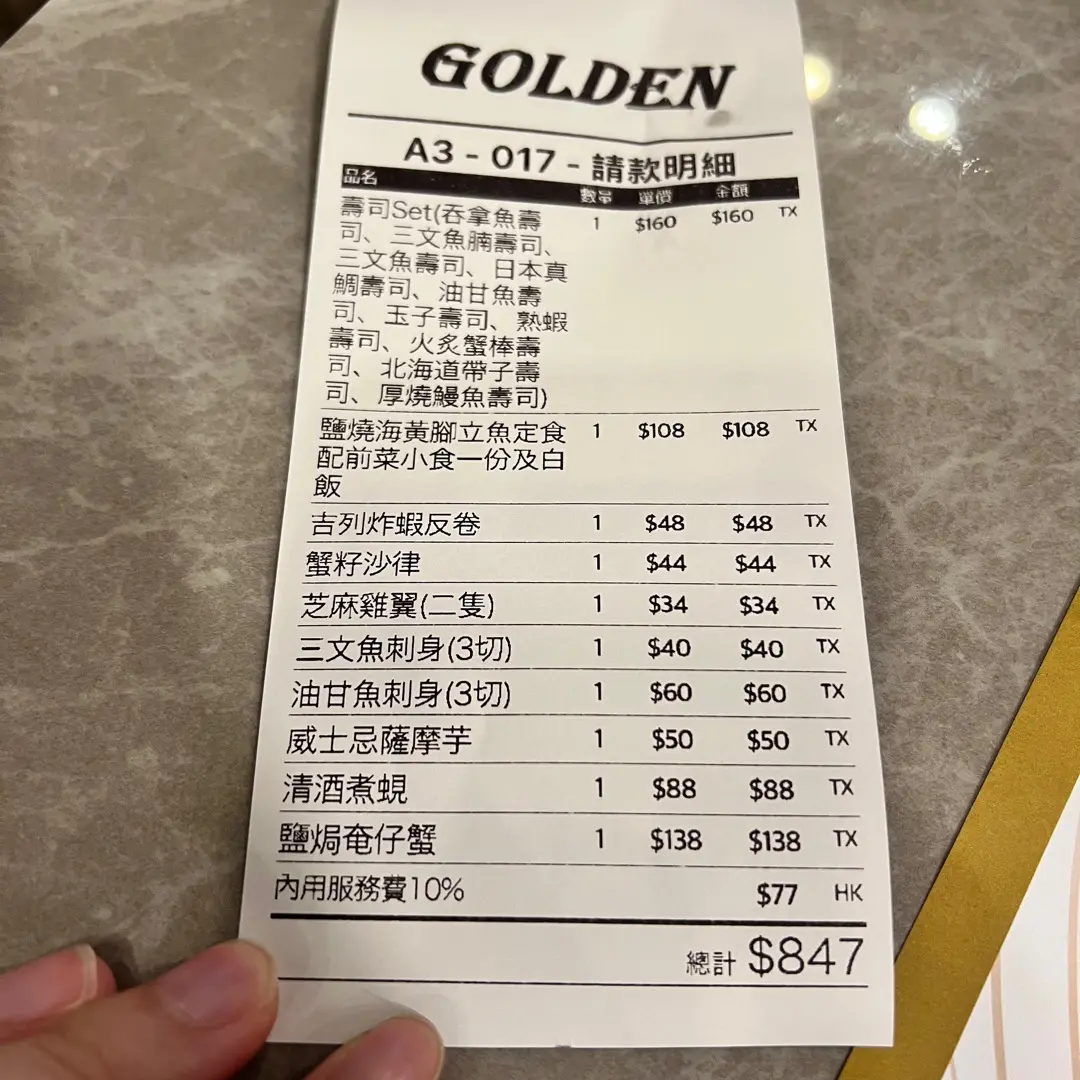 GOLDEN
A3 - 017 - 請款明細
品名 數量 單價 金額
壽司Set(吞拿魚壽 1 $160 $160 TX
司、三文魚腩壽司、
三文魚壽司、日本真
鯛壽司、油甘魚壽
司、玉子壽司、熟蝦
壽司、火炙蟹棒壽
司、北海道帶子壽
司、厚燒鰻魚壽司)
鹽燒海黃腳立魚定食 1 $108 $108 TX
配前菜小食一份及白
飯
吉列炸蝦反卷 1 $48 $48 TX
蟹籽沙律 1 $44 $44 TX
芝麻雞翼(二隻) 1 $34 $34 TX
三文魚刺身(3切) 1 $40 $40 TX
油甘魚刺身(3切) 1 $60 $60 TX
威士忌薩摩芋 1 $50 $50 TX
清酒煮蜆 1 $88 $88 TX
鹽焗奄仔蟹 1 $138 $138 TX
內用服務費10% $77 HK
總計 $847